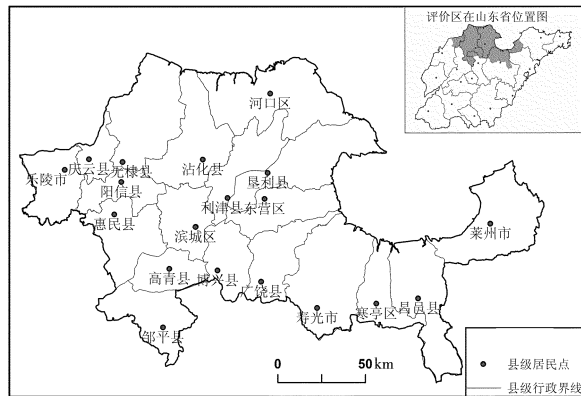 评价区在山东省位置图
河口区
庆云县
无棣县
沾化县
乐陵市
阳信县
垦利县
利津县
东营区
惠民县
滨城区
莱州市
高青县
博兴县
广饶县
寿光市
寒亭区
昌邑县
邹平县
0 50 km
县级居民点
县级行政界线